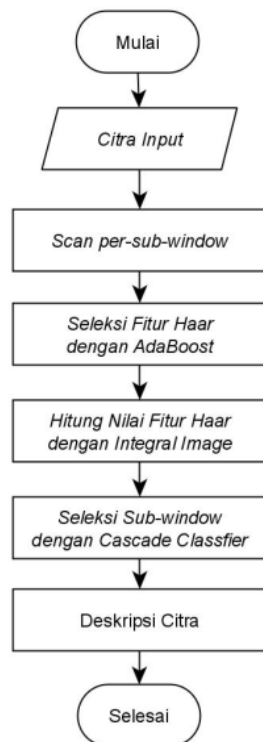 Mulai
Citra Input
Scan per-sub-window
Seleksi Fitur Haar
dengan AdaBoost
Hitung Nilai Fitur Haar
dengan Integral Image
Seleksi Sub-window
dengan Cascade Classfier
Deskripsi Citra
Selesai